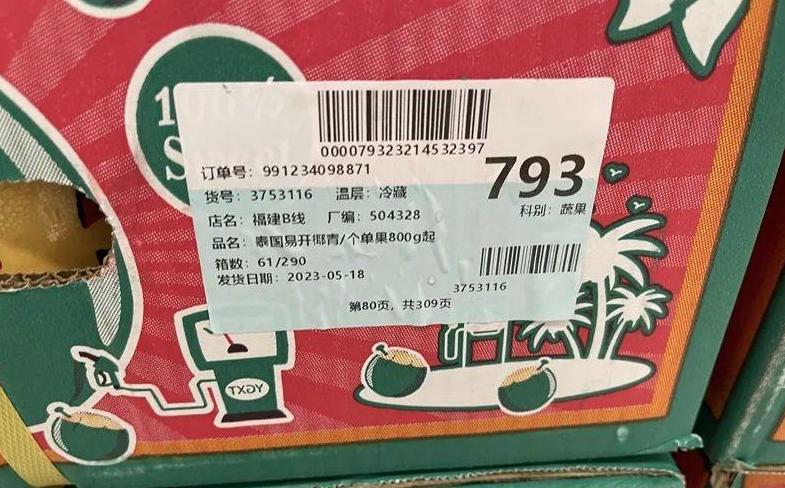 100%
0000793232145​32397
订单号：991234098871
793
货号：3753116 温层：冷藏
科别：蔬果
店名：福建B线 厂编：504328
品名：泰国易开椰青/个单果800g起
箱数：61/290
发货日期：2023-05-18
3753116
第80页，共309页
TXGY